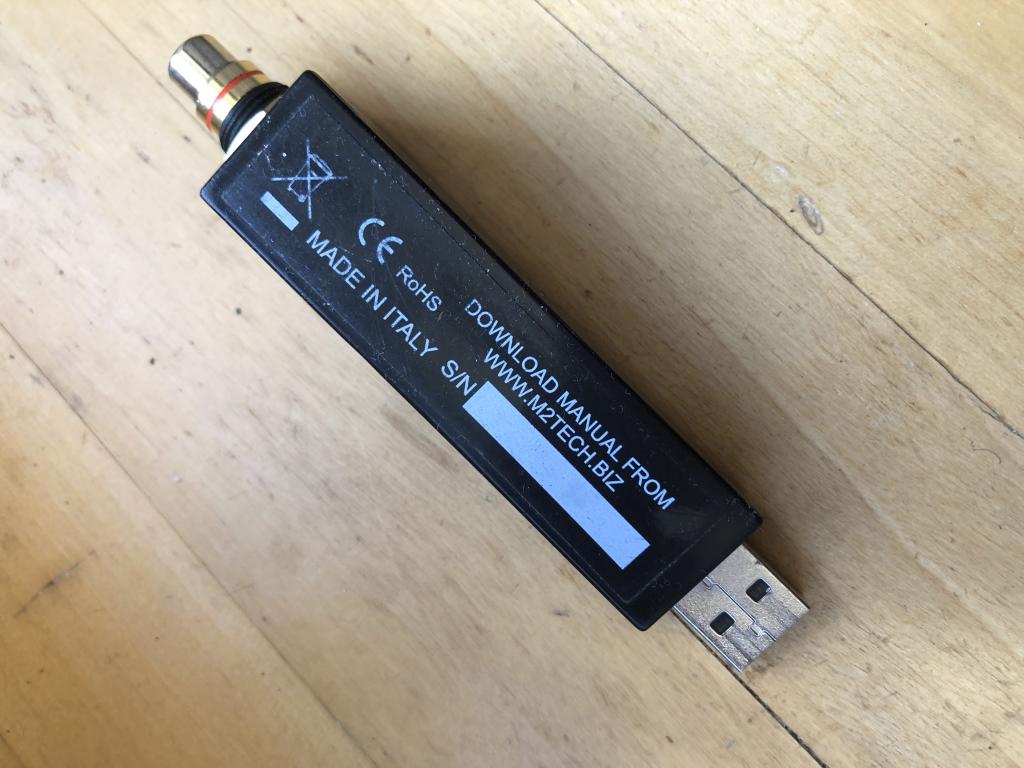 CE RoHS
MADE IN ITALY S/N
DOWNLOAD MANUAL FROM
WWW.M2TECH.BIZ